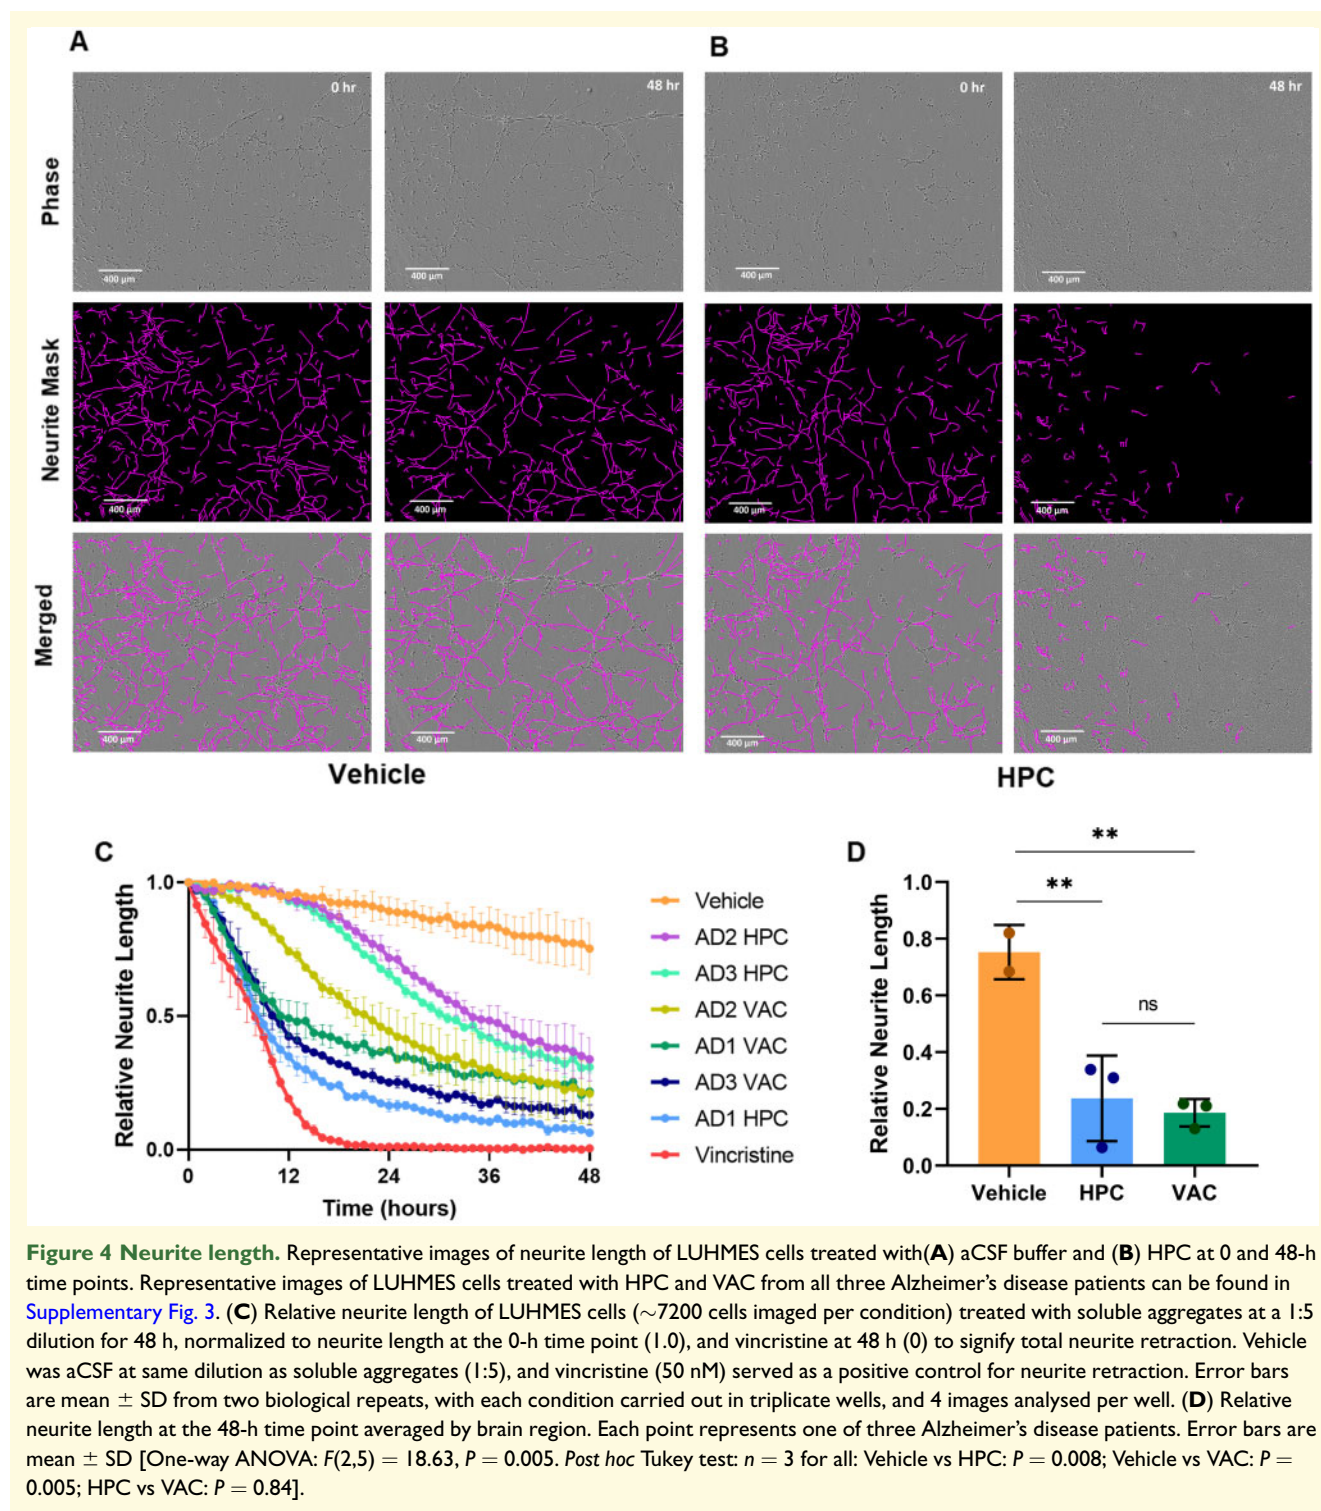 A
B
0 hr
48 hr
0 hr
48 hr
Phase
400 µm
400 µm
400 µm
400 µm
Neurite Mask
400 µm
400 µm
400 µm
400 µm
Merged
400 µm
400 µm
400 µm
400 µm
Vehicle
HPC
C
Relative Neurite Length
1.0
0.5
0.0
0
12
24
36
48
Time (hours)
Vehicle
AD2 HPC
AD3 HPC
AD2 VAC
AD1 VAC
AD3 VAC
AD1 HPC
Vincristine
D
Relative Neurite Length
1.0
0.8
0.6
0.4
0.2
0.0
**
**
ns
Vehicle
HPC
VAC
Figure 4 Neurite length. Representative images of neurite length of LUHMES cells treated with(A) aCSF buffer and (B) HPC at 0 and 48-h
time points. Representative images of LUHMES cells treated with HPC and VAC from all three Alzheimer's disease patients can be found in
Supplementary Fig. 3. (C) Relative neurite length of LUHMES cells (∼7200 cells imaged per condition) treated with soluble aggregates at a 1:5
dilution for 48 h, normalized to neurite length at the 0-h time point (1.0), and vincristine at 48 h (0) to signify total neurite retraction. Vehicle
was aCSF at same dilution as soluble aggregates (1:5), and vincristine (50 nM) served as a positive control for neurite retraction. Error bars
are mean ± SD from two biological repeats, with each condition carried out in triplicate wells, and 4 images analysed per well. (D) Relative
neurite length at the 48-h time point averaged by brain region. Each point represents one of three Alzheimer's disease patients. Error bars are
mean ± SD [One-way ANOVA: F(2,5) = 18.63, P = 0.005. Post hoc Tukey test: n = 3 for all: Vehicle vs HPC: P = 0.008; Vehicle vs VAC: P =
0.005; HPC vs VAC: P = 0.84].